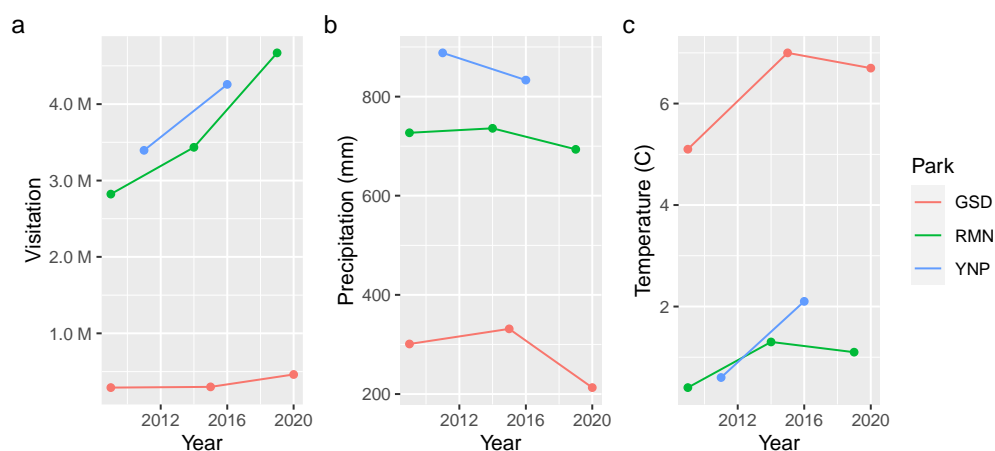 a
Visitation
4.0 M
3.0 M
2.0 M
1.0 M
2012 2016 2020
Year
b
Precipitation (mm)
800
600
400
200
2012 2016 2020
Year
c
Temperature (C)
6
4
2
2012 2016 2020
Year
Park
GSD
RMN
YNP